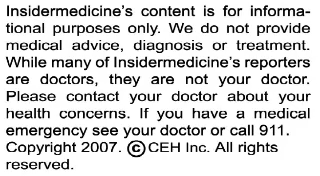 Insidermedicine's content is for informa-
tional purposes only. We do not provide
medical advice, diagnosis or treatment.
While many of Insidermedicine's reporters
are doctors, they are not your doctor.
Please contact your doctor about your
health concerns. If you have a medical
emergency see your doctor or call 911.
Copyright 2007. ©CEH Inc. All rights
reserved.